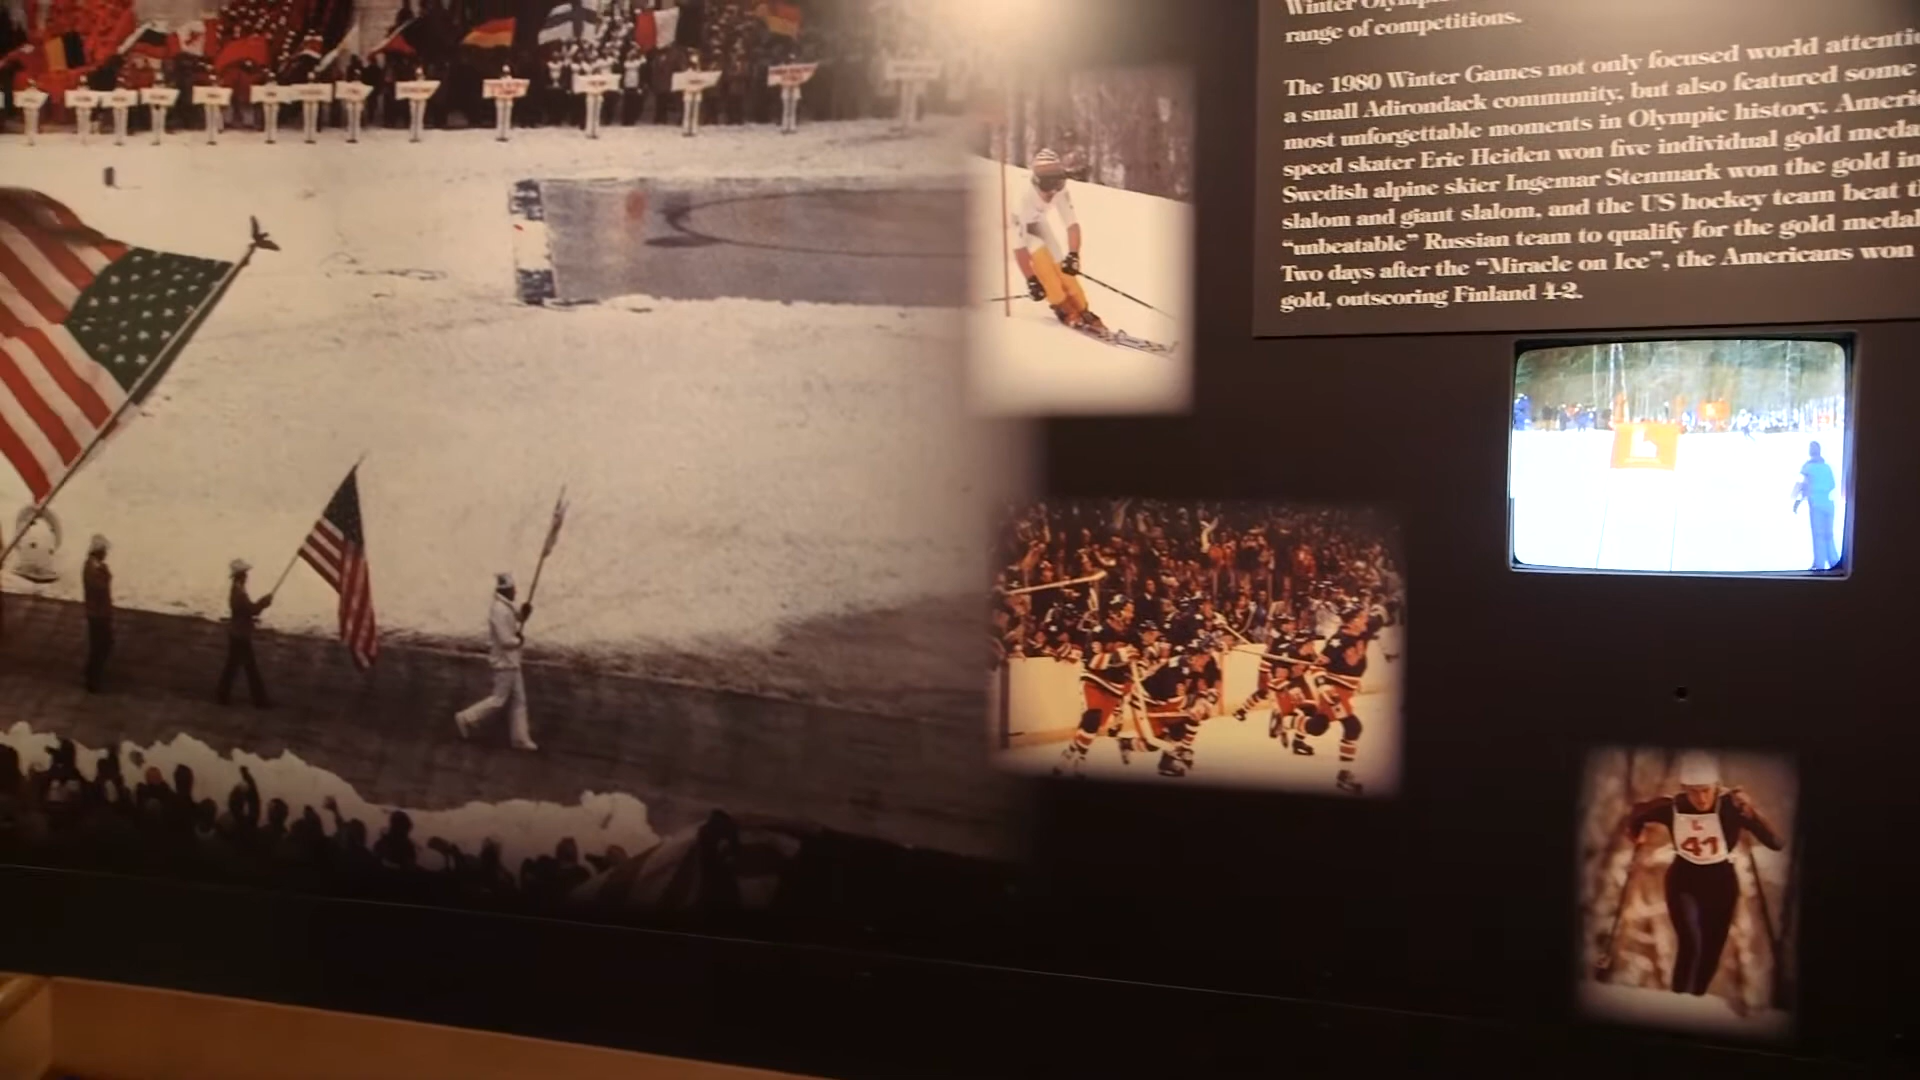 Winter Olympic
range of competitions.
The 1980 Winter Games not only focused world attenti
a small Adirondack community, but also featured some
most unforgettable moments in Olympic history. Americ
speed skater Eric Heiden won five individual gold meda
Swedish alpine skier Ingemar Stenmark won the gold in
slalom and giant slalom, and the US hockey team beat t
“unbeatable” Russian team to qualify for the gold medal
Two days after the “Miracle on Ice”, the Americans won
gold, outscoring Finland 4-2.
41